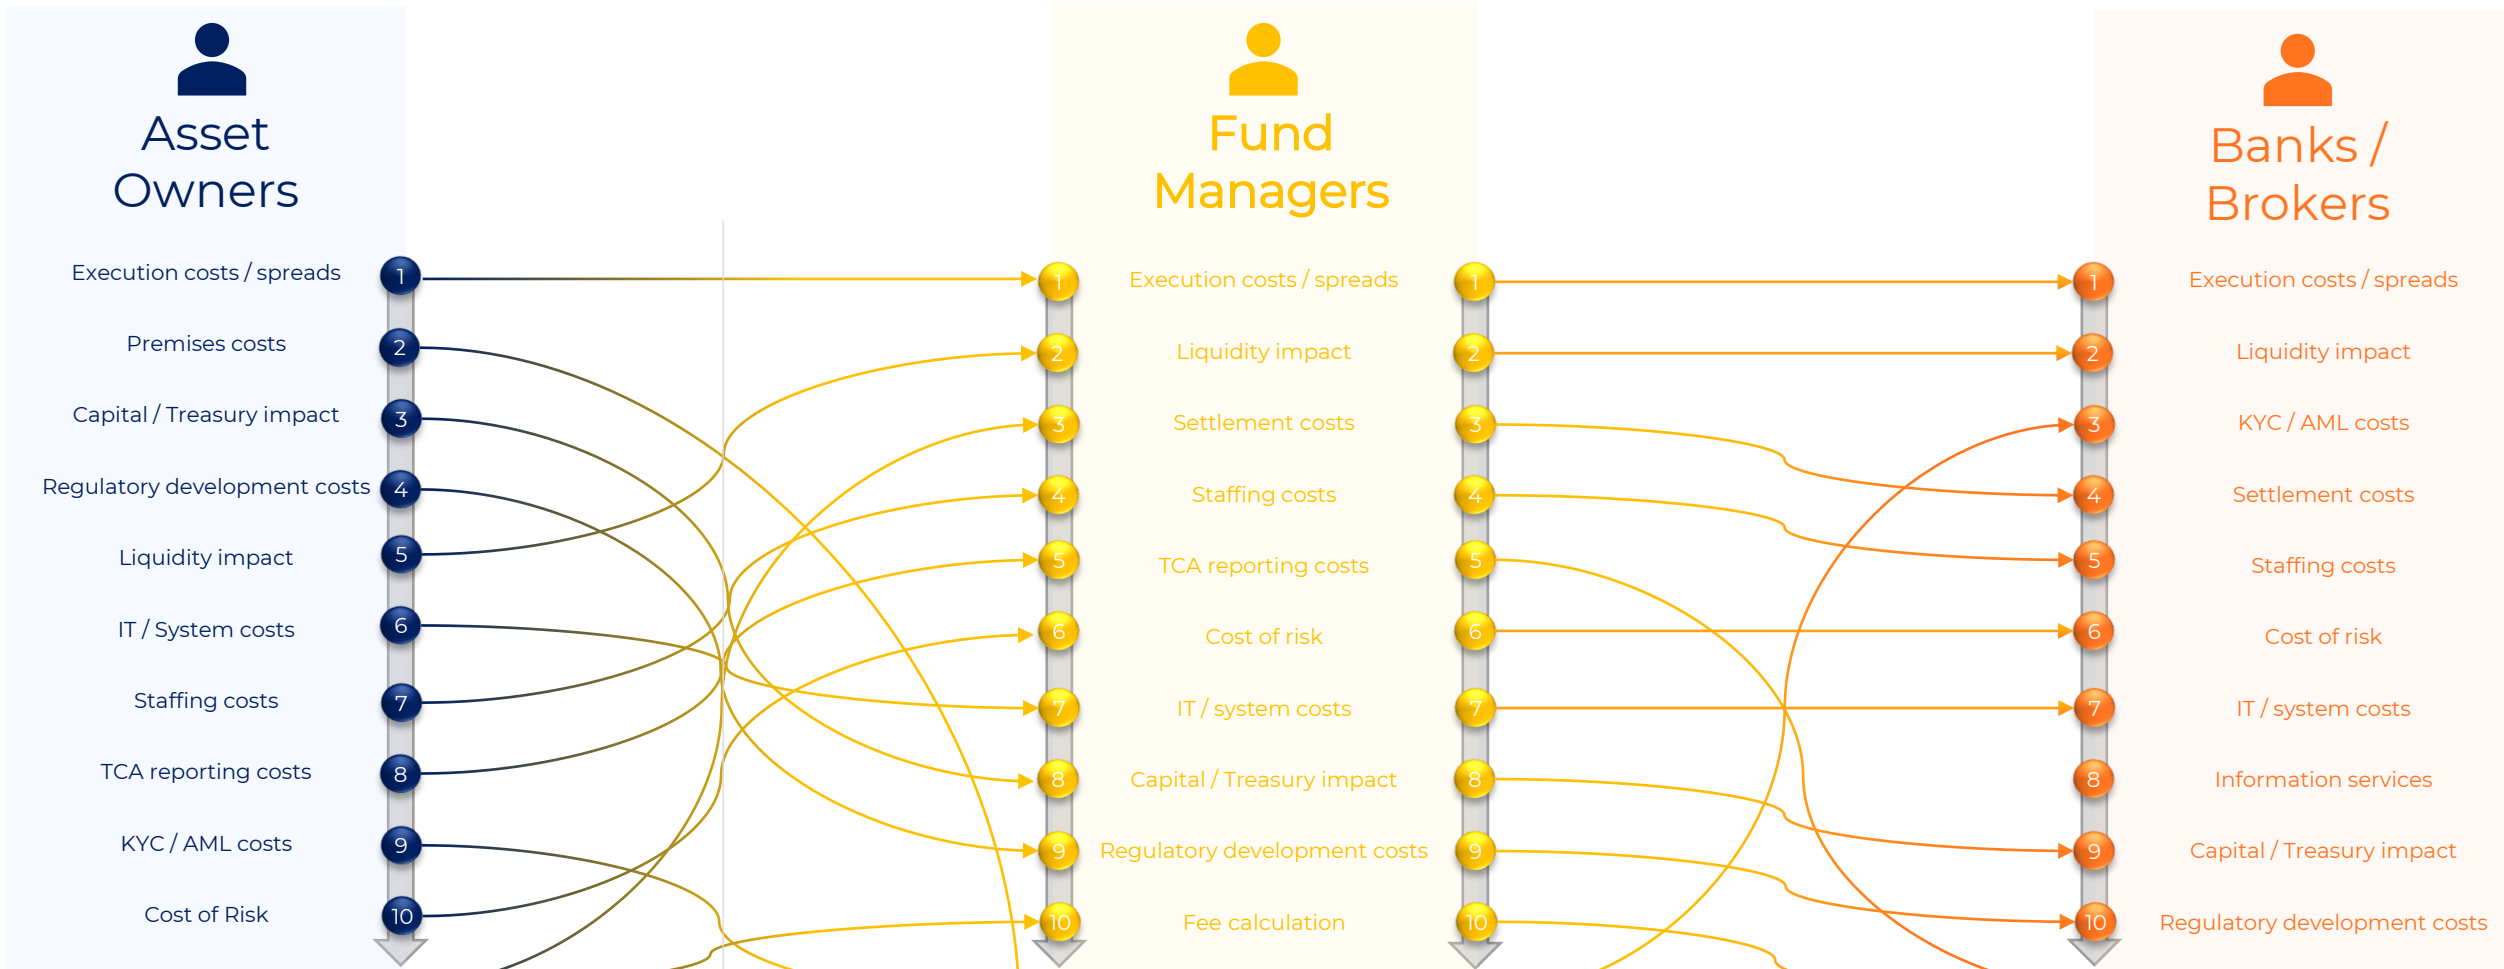 Asset
Owners
Execution costs / spreads
1
Premises costs
2
Capital / Treasury impact
3
Regulatory development costs
4
Liquidity impact
5
IT / System costs
6
Staffing costs
7
TCA reporting costs
8
KYC / AML costs
9
Cost of Risk
10
Fund
Managers
1
Execution costs / spreads
1
2
Liquidity impact
2
3
Settlement costs
3
4
Staffing costs
4
5
TCA reporting costs
5
6
Cost of risk
6
7
IT / system costs
7
8
Capital / Treasury impact
8
9
Regulatory development costs
9
10
Fee calculation
10
Banks /
Brokers
1
Execution costs / spreads
2
Liquidity impact
3
KYC / AML costs
4
Settlement costs
5
Staffing costs
6
Cost of risk
7
IT / system costs
8
Information services
9
Capital / Treasury impact
10
Regulatory development costs